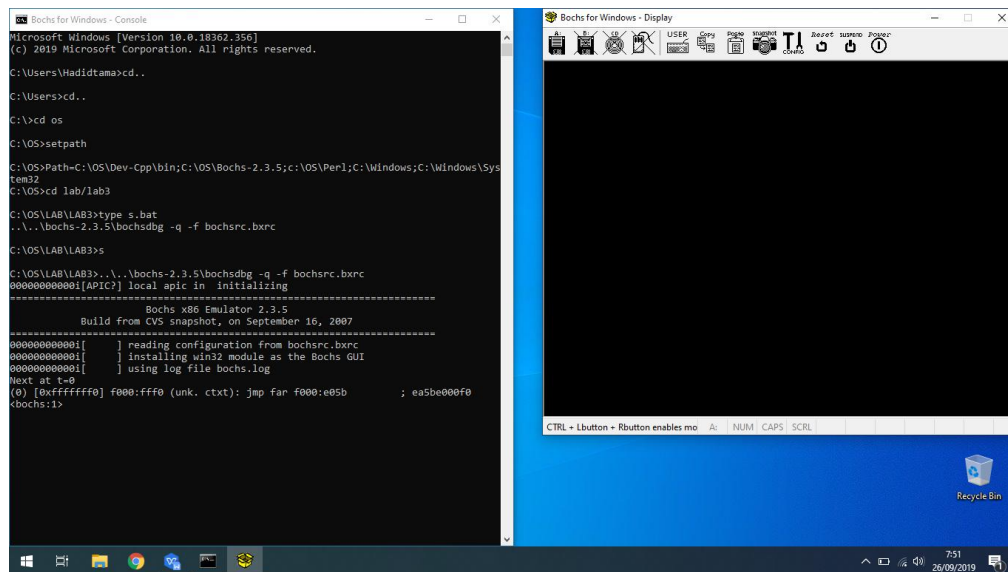 Bochs for Windows - Console
Microsoft Windows [Version 10.0.18362.356]
(c) 2019 Microsoft Corporation. All rights reserved.
C:\Users\Hadidtama>cd..
C:\Users>cd..
C:\>cd os
C:\OS>setpath
C:\OS>Path=C:\OS\Dev-Cpp\bin;C:\OS\Bochs-2.3.5;c:\OS\Perl;C:\Windows;C:\Windows\Sys
tem32
C:\OS>cd lab/lab3
C:\OS\LAB\LAB3>type s.bat
..\..\bochs-2.3.5\bochsdbg -q -f bochsrc.bxrc
C:\OS\LAB\LAB3>s
C:\OS\LAB\LAB3>..\..\bochs-2.3.5\bochsdbg -q -f bochsrc.bxrc
00000000000i[APIC?] local apic in  initializing
========================================================================
Bochs x86 Emulator 2.3.5
Build from CVS snapshot, on September 16, 2007
========================================================================
00000000000i[     ] reading configuration from bochsrc.bxrc
00000000000i[     ] installing win32 module as the Bochs GUI
00000000000i[     ] using log file bochs.log
Next at t=0
(0) [0xfffffff0] f000:fff0 (unk. ctxt): jmp far f000:e05b         ; ea5be000f0
<bochs:1>
Bochs for Windows - Display
A: B: CD USER Copy Paste snapshot CONFIG Reset SUSPEND Power
CTRL + Lbutton + Rbutton enables mo A: NUM CAPS SCRL
Recycle Bin
7:51
26/09/2019